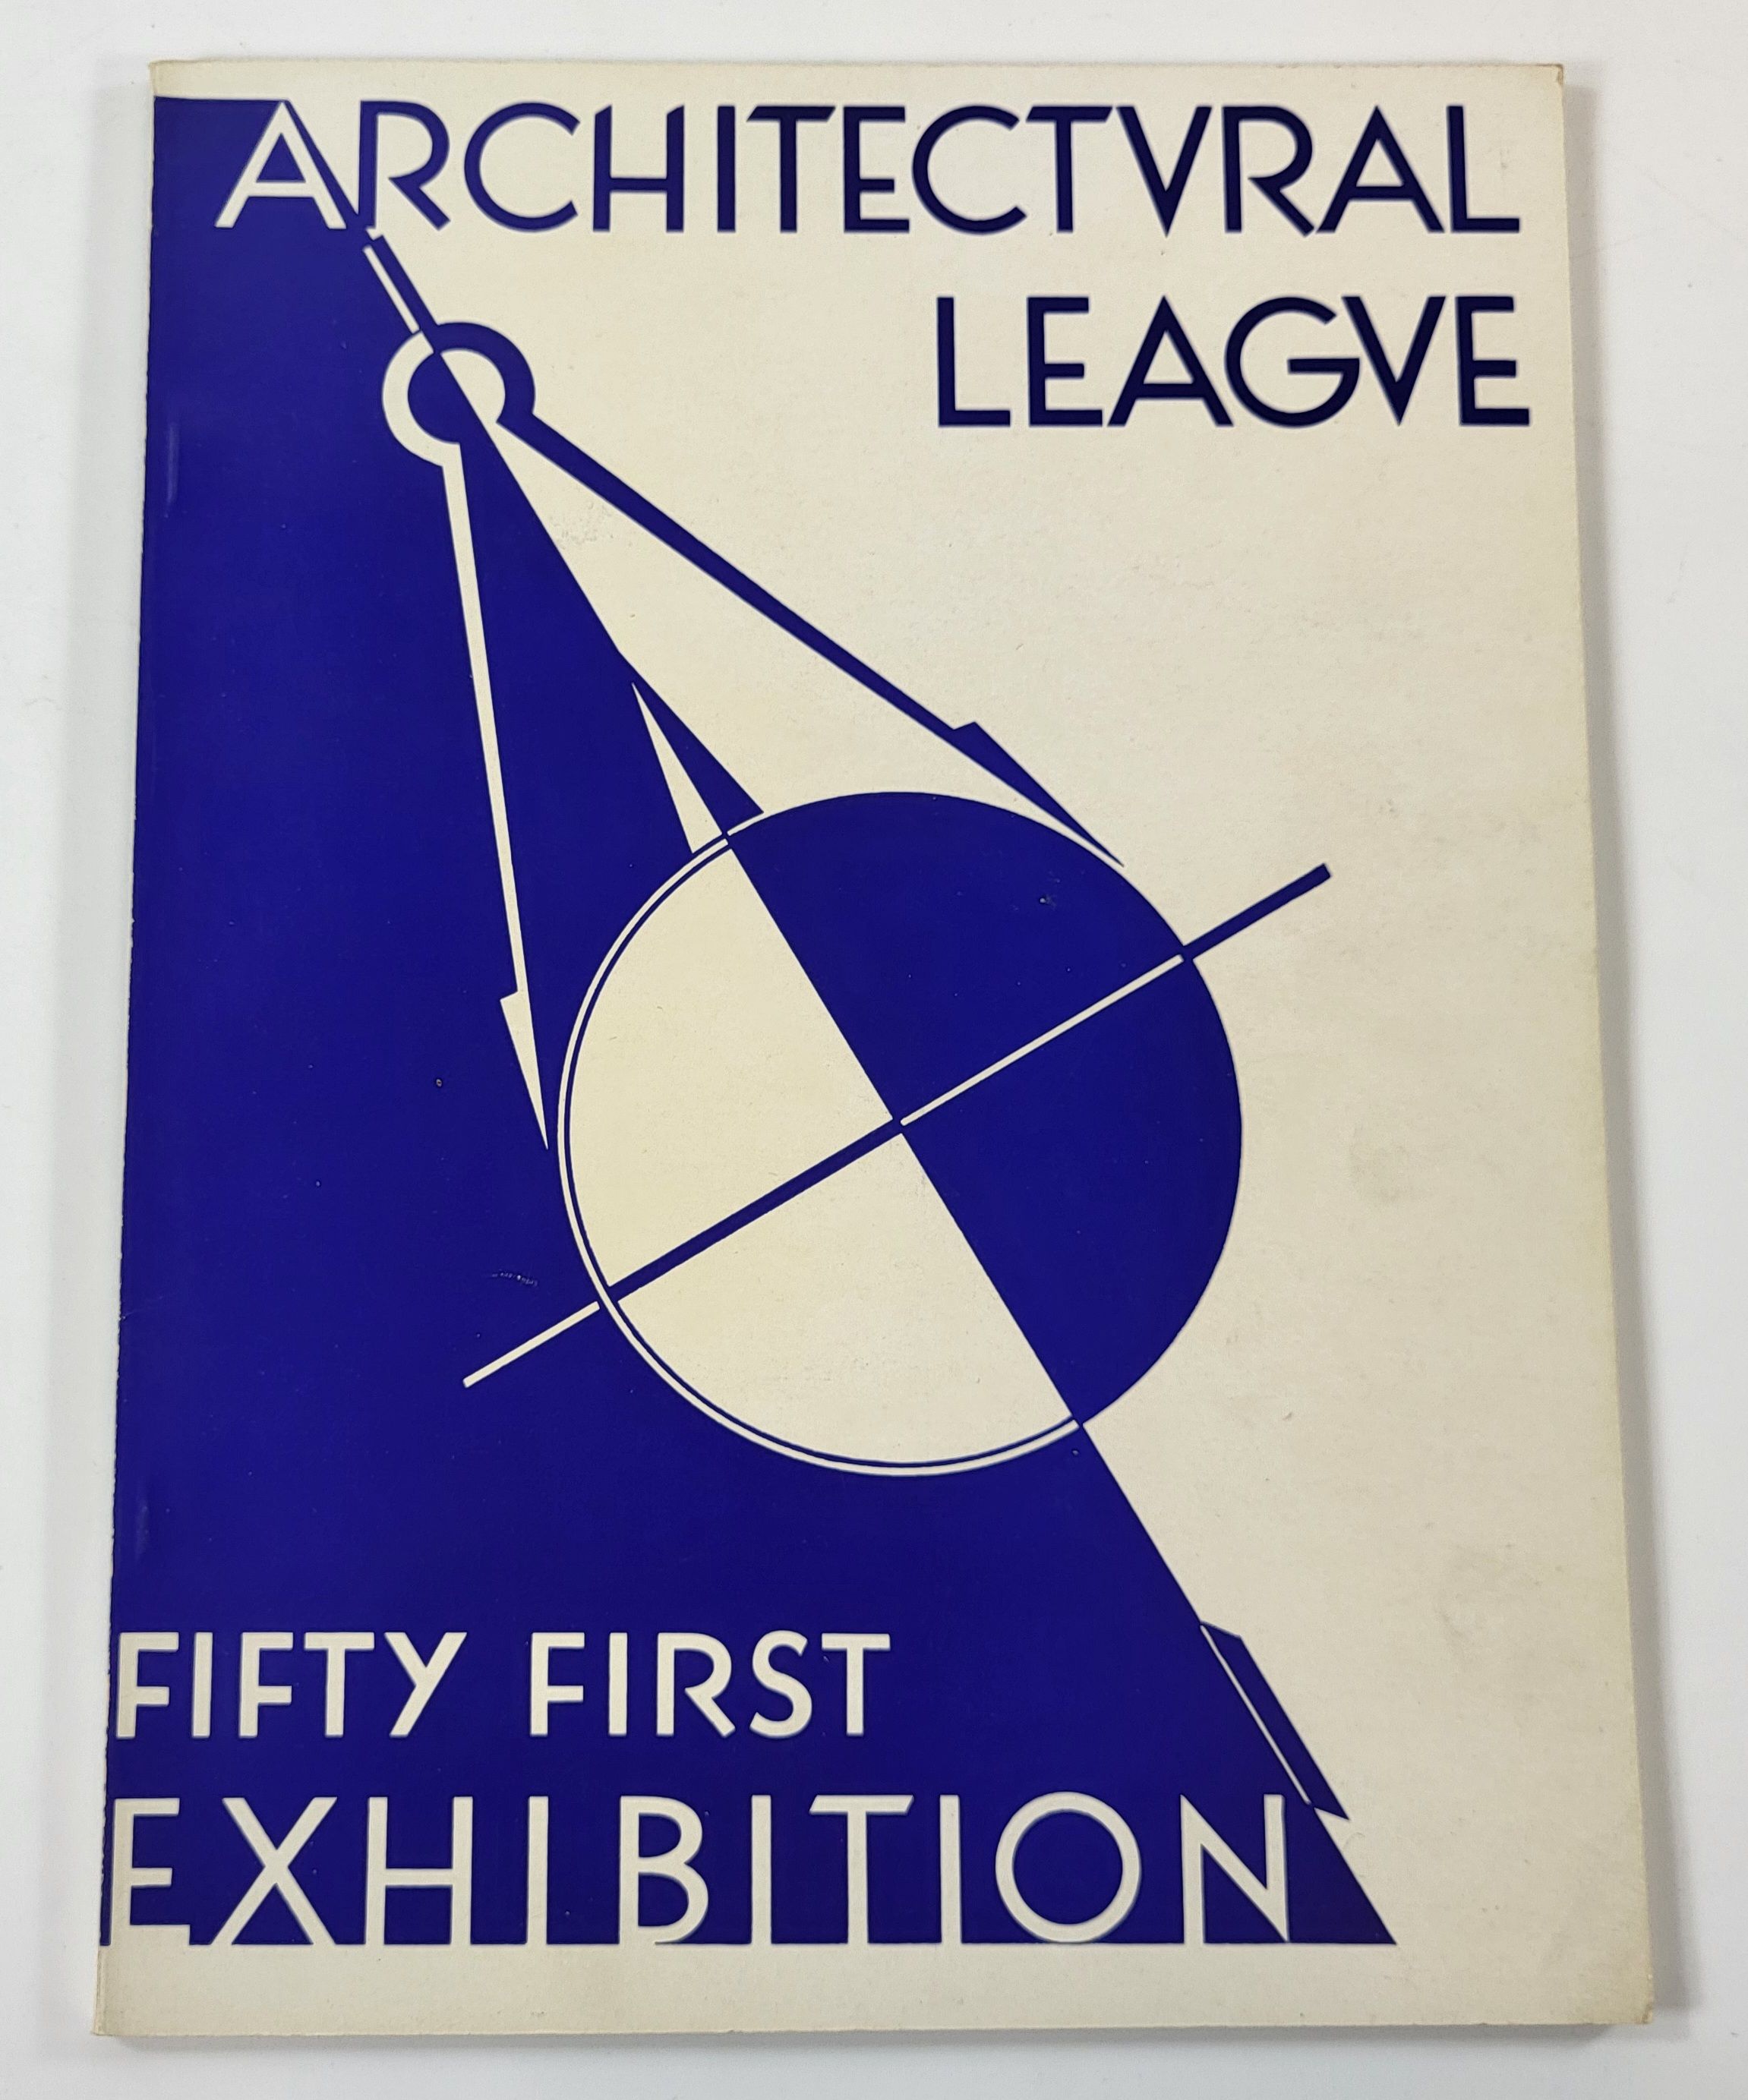 ARCHITECTVRAL
LEAGVE
FIFTY FIRST
EXHIBITION